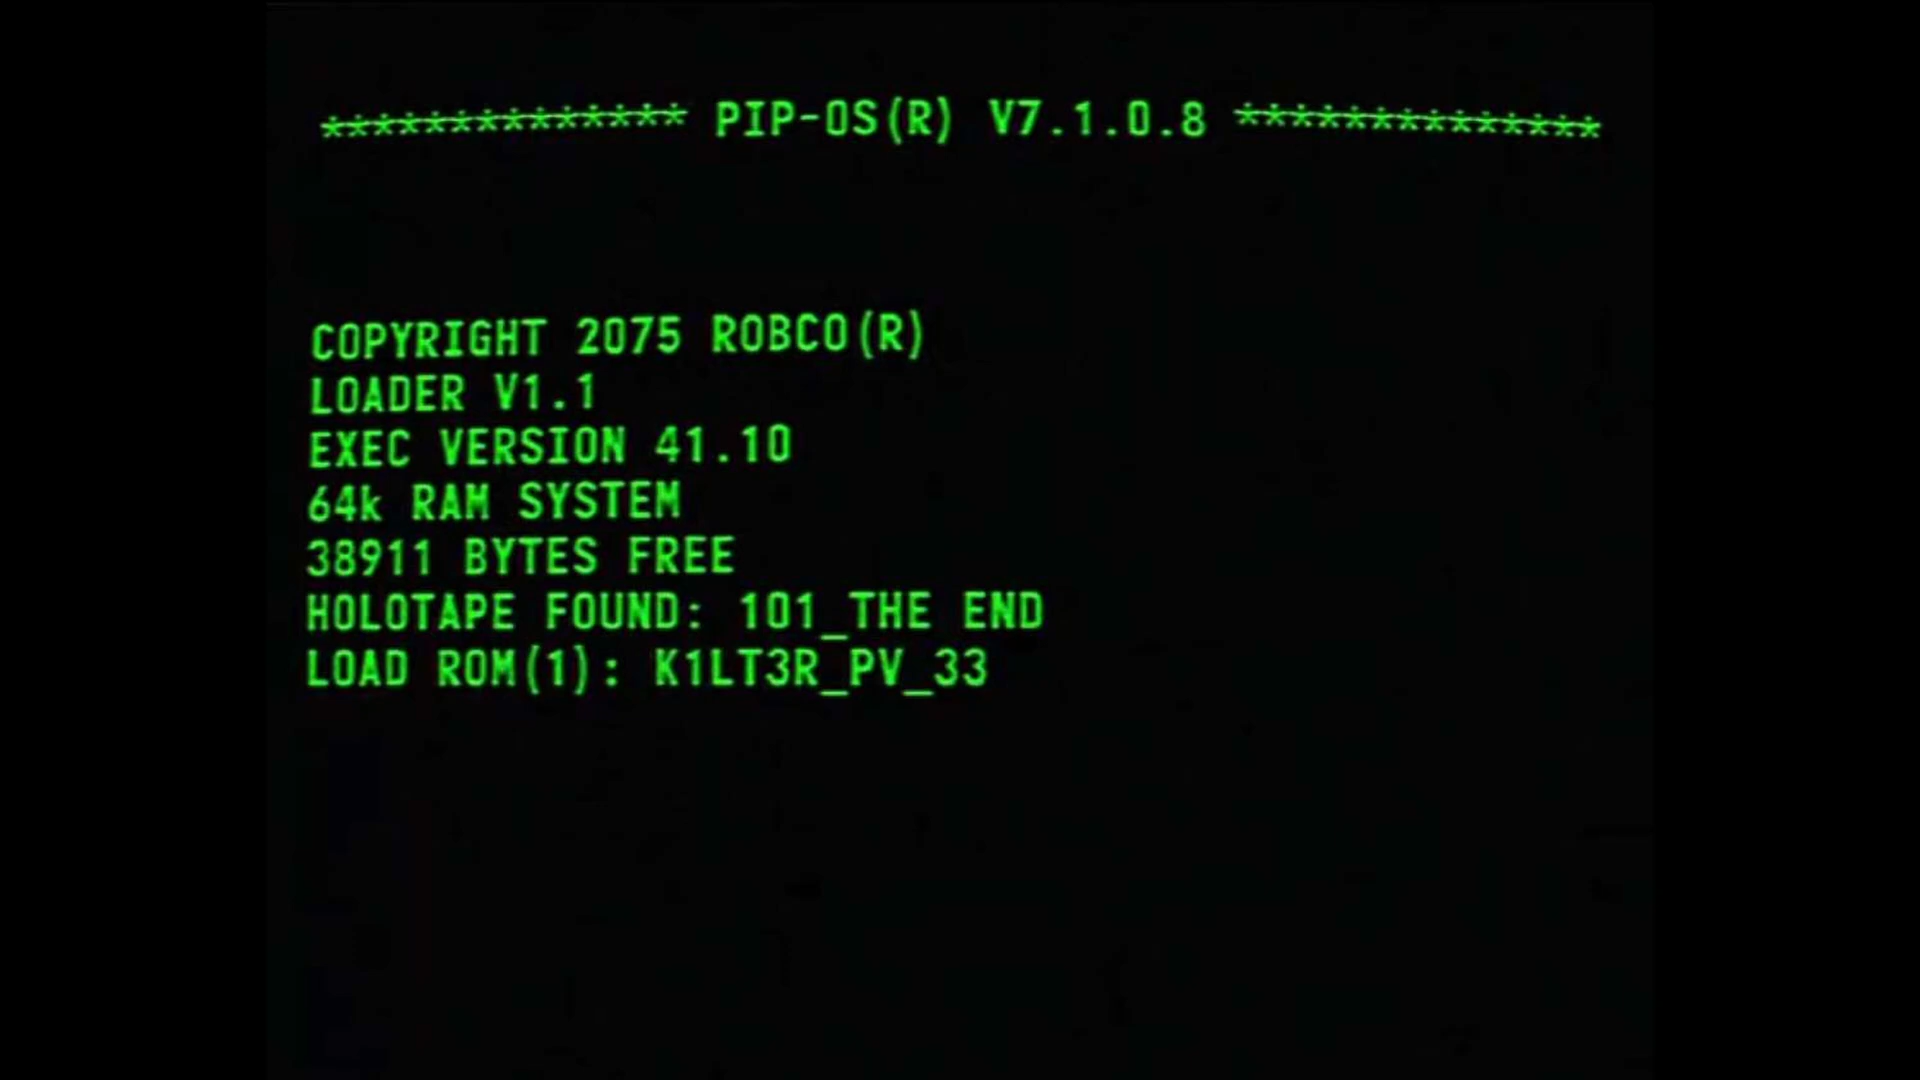 ************** PIP-OS(R) V7.1.0.8 **************
COPYRIGHT 2075 ROBCO(R)
LOADER V1.1
EXEC VERSION 41.10
64k RAM SYSTEM
38911 BYTES FREE
HOLOTAPE FOUND: 101_THE END
LOAD ROM(1): K1LT3R_PV_33